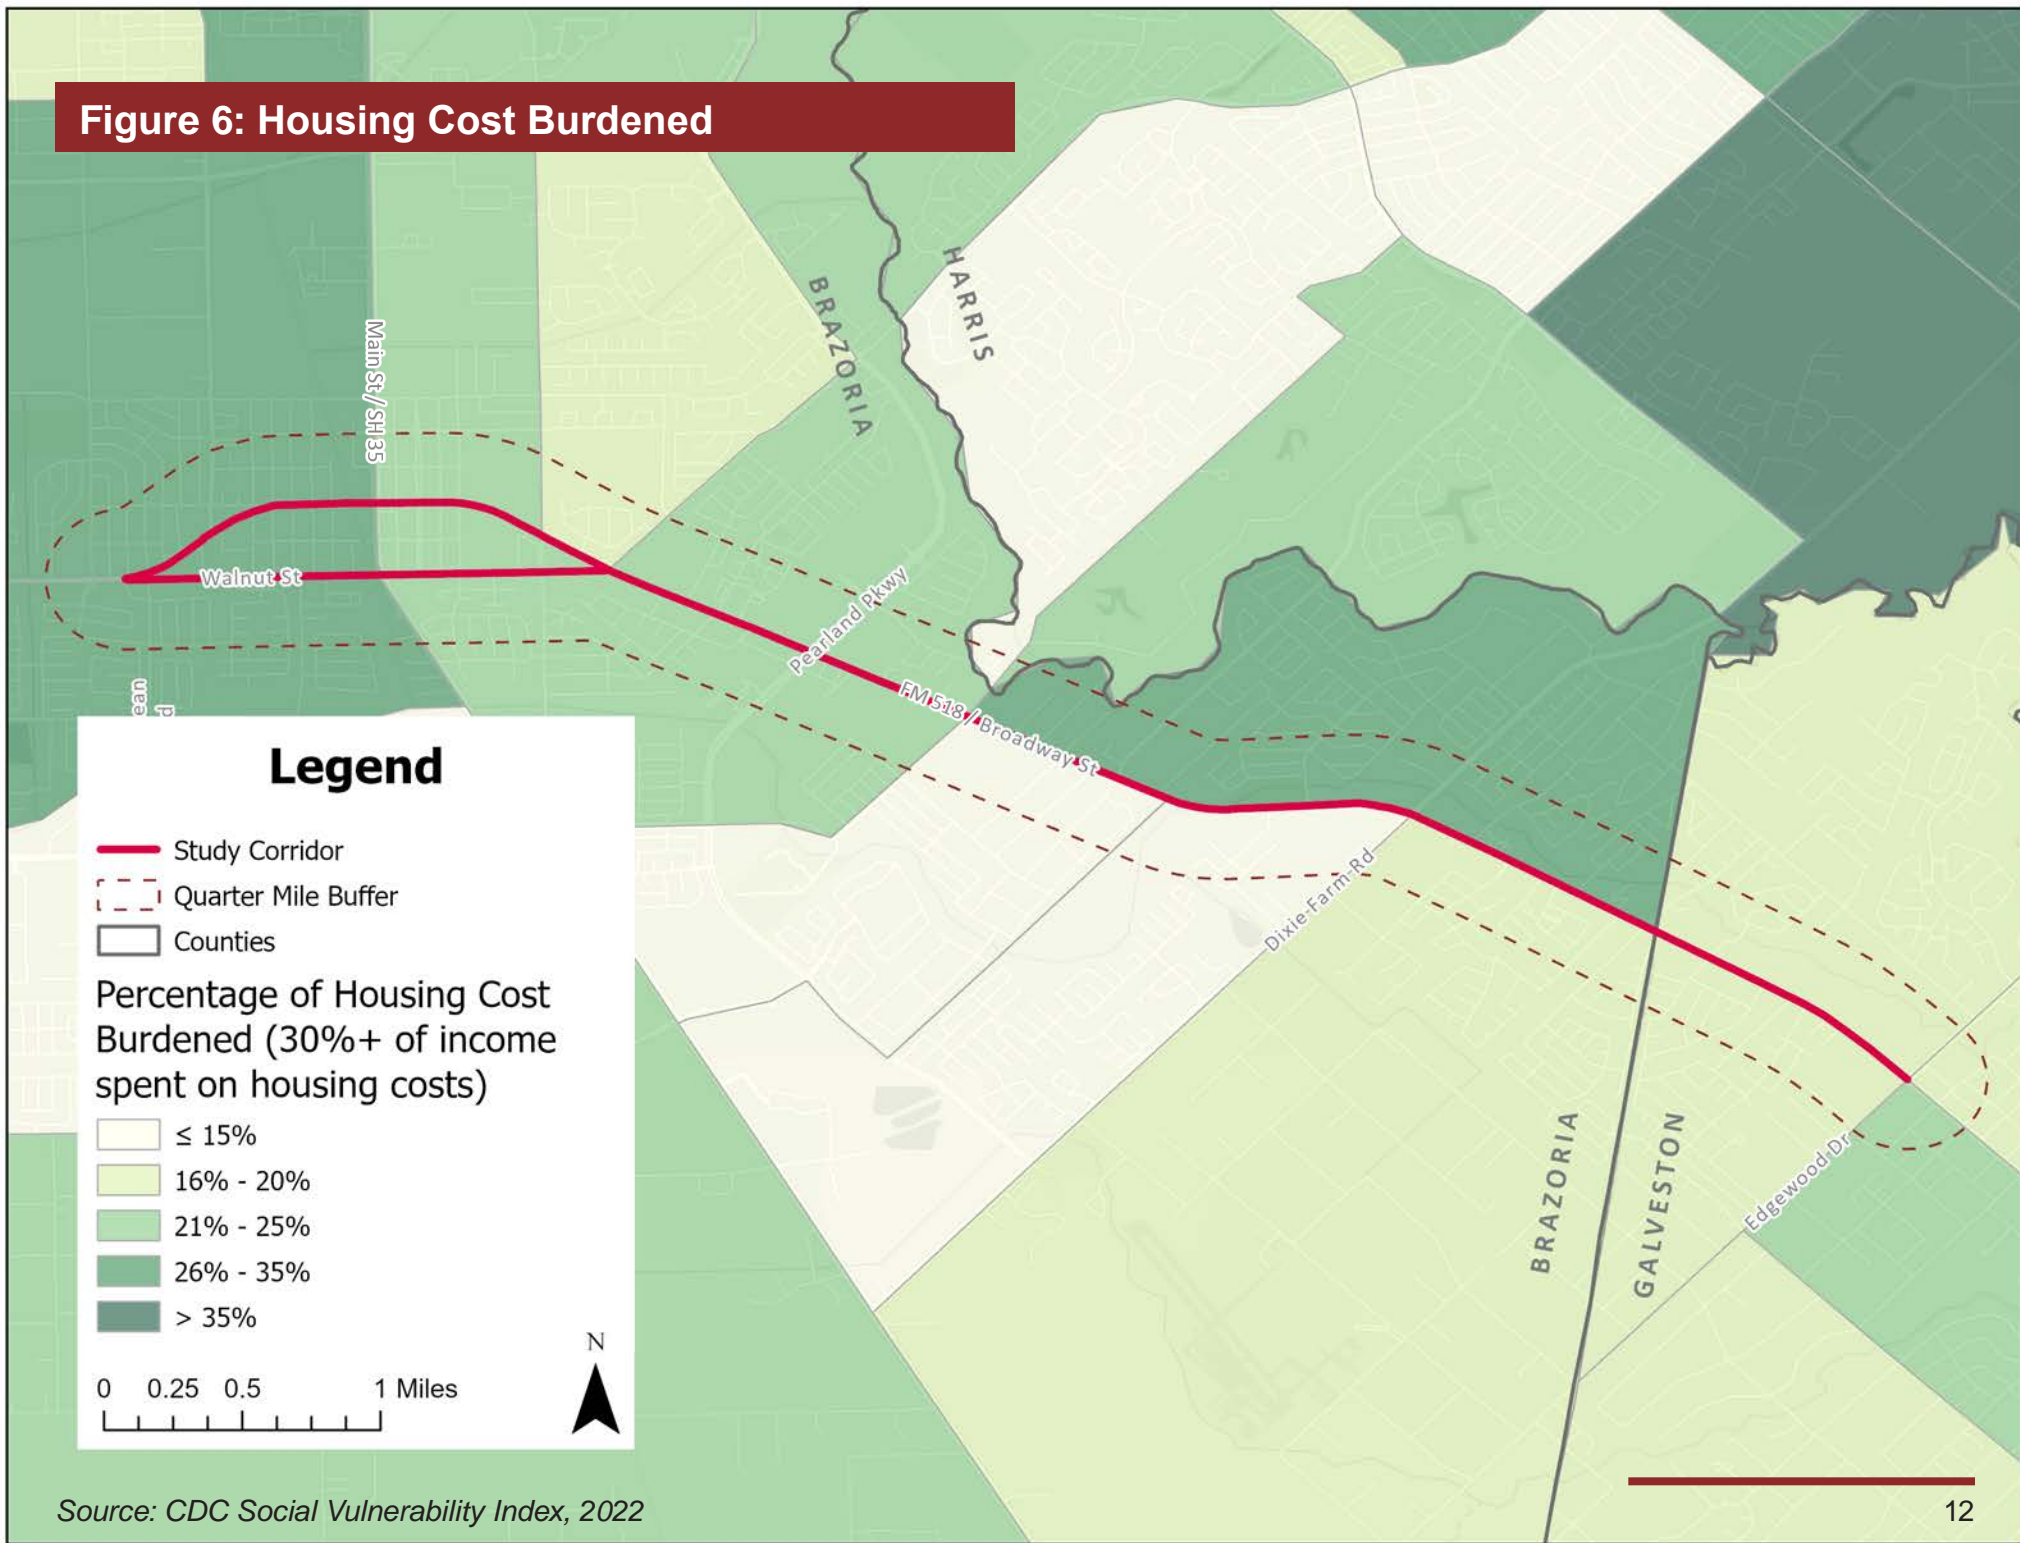 Figure 6: Housing Cost Burdened
HARRIS
BRAZORIA
Main St / SH 35
Walnut St
Pearland Pkwy
FM 518 / Broadway St
Dixie-Farm-Rd
ean
d
Legend
Study Corridor
Quarter Mile Buffer
Counties
Percentage of Housing Cost
Burdened (30%+ of income
spent on housing costs)
≤ 15%
16% - 20%
21% - 25%
26% - 35%
> 35%
N
0 0.25 0.5 1 Miles
BRAZORIA
GALVESTON
Edgewood Dr
Source: CDC Social Vulnerability Index, 2022
12